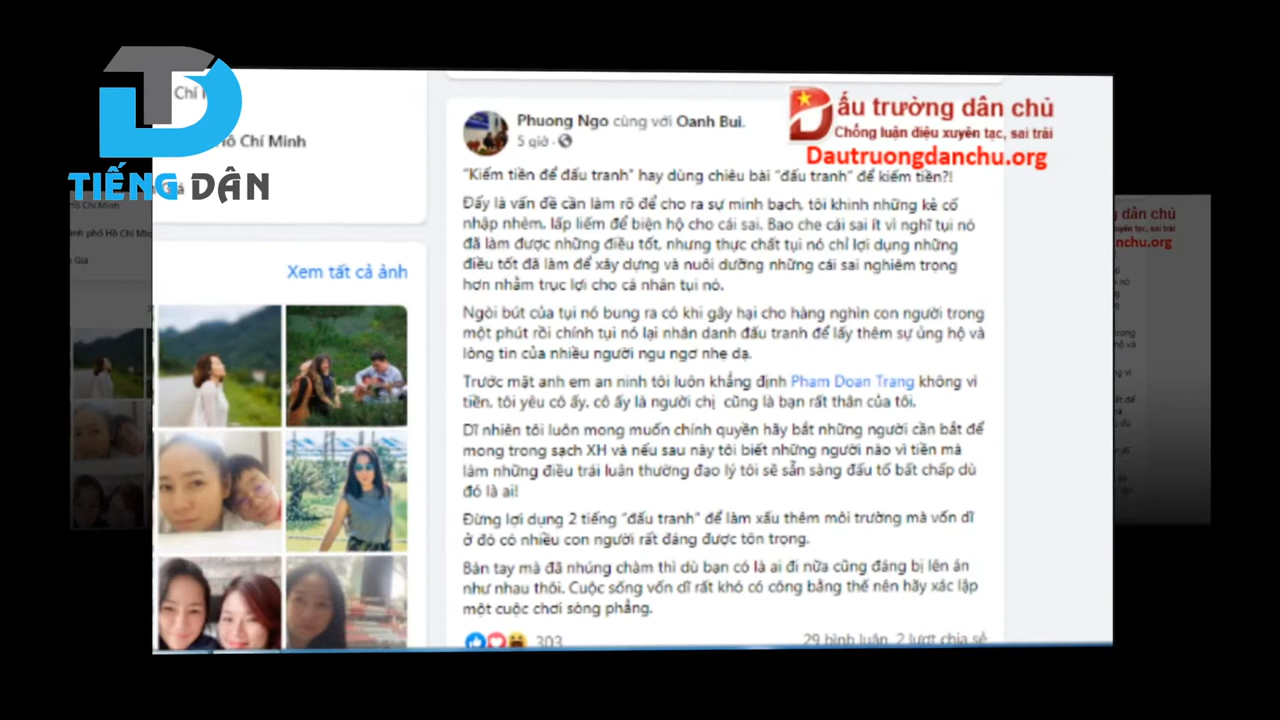 TIẾNG DÂN
Hồ Chí Minh
Hồ Chí Minh
Xem tất cả ảnh
Phuong Ngo cùng với Oanh Bui.
5 giờ
Đấu trường dân chủ
Chống luận điệu xuyên tạc, sai trái
Dautruongdanchu.org
"Kiếm tiền để đấu tranh" hay dùng chiêu bài "đấu tranh" để kiếm tiền?!
Đấy là vấn đề cần làm rõ để cho ra sự minh bạch, tôi khinh những kẻ cố
nhập nhèm, lấp liếm để biện hộ cho cái sai. Bao che cái sai ít vì nghĩ tụi nó
đã làm được những điều tốt, nhưng thực chất tụi nó chỉ lợi dụng những
điều tốt đã làm để xây dựng và nuôi dưỡng những cái sai nghiêm trọng
hơn nhằm trục lợi cho cá nhân tụi nó.
Ngòi bút của tụi nó bung ra có khi gây hại cho hàng nghìn con người trong
một phút rồi chính tụi nó lại nhân danh đấu tranh để lấy thêm sự ủng hộ và
lòng tin của nhiều người ngu ngơ nhẹ dạ.
Trước mặt anh em an ninh tôi luôn khẳng định Pham Doan Trang không vì
tiền, tôi yêu cô ấy, cô ấy là người chị cũng là bạn rất thân của tôi.
Dĩ nhiên tôi luôn mong muốn chính quyền hãy bắt những người cần bắt để
mong trong sạch XH và nếu sau này tôi biết những người nào vì tiền mà
làm những điều trái luân thường đạo lý tôi sẽ sẵn sàng đấu tố bất chấp dù
đó là ai!
Đừng lợi dụng 2 tiếng "đấu tranh" để làm xấu thêm môi trường mà vốn dĩ
ở đó có nhiều con người rất đáng được tôn trọng.
Bàn tay mà đã nhúng chàm thì dù bạn có là ai đi nữa cũng đáng bị lên án
như nhau thôi. Cuộc sống vốn dĩ rất khó có công bằng thế nên hãy xác lập
một cuộc chơi sòng phẳng.
303
29 bình luận 2 lượt chia sẻ